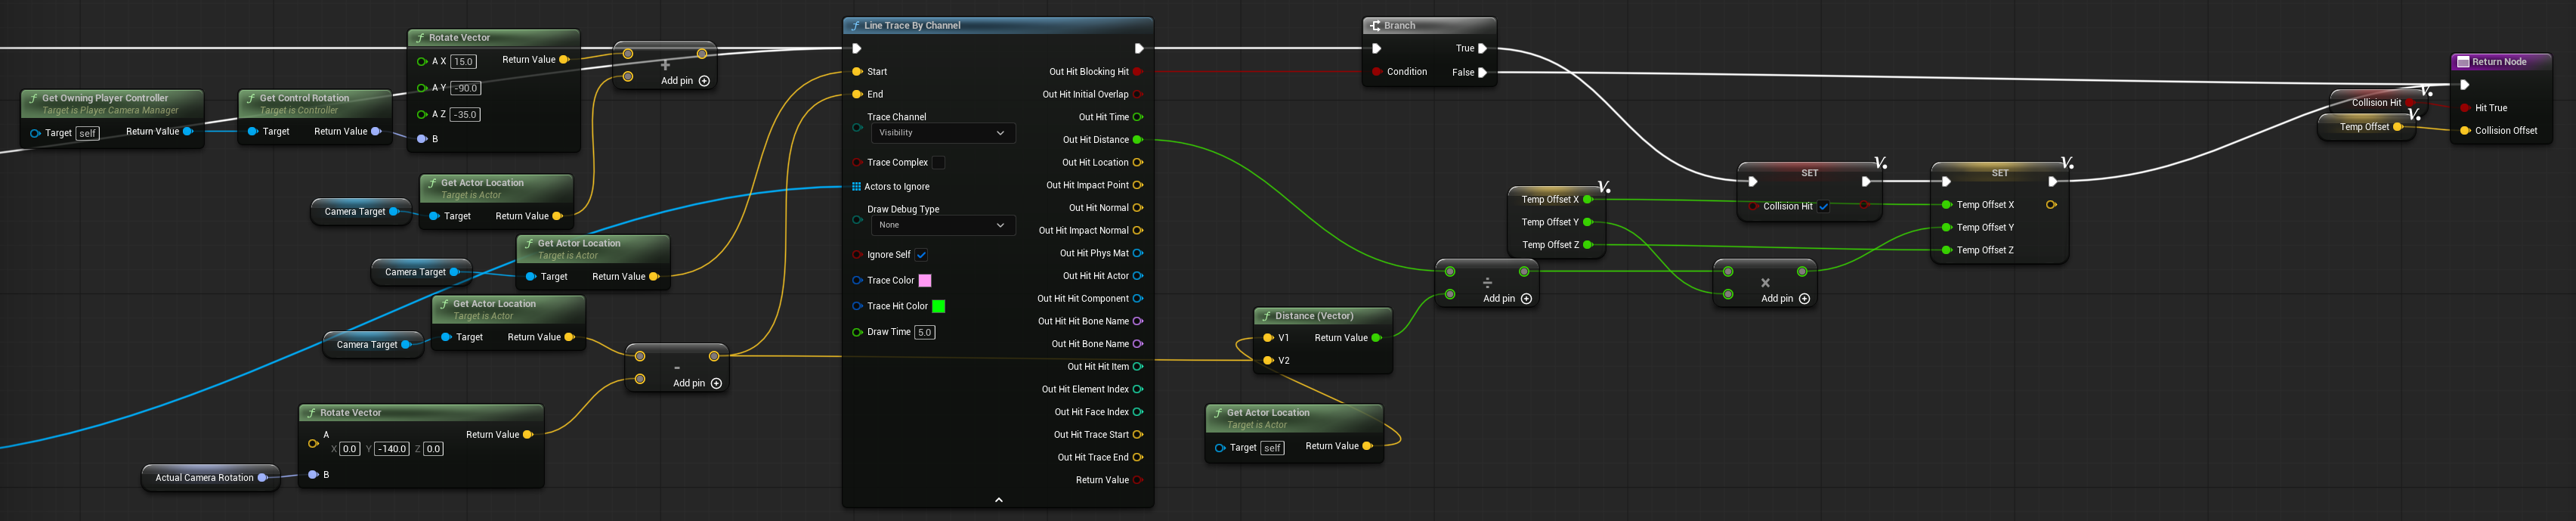 Get Owning Player Controller
Target is Player Camera Manager
Target self
Return Value
Get Control Rotation
Target is Controller
Target
Return Value
Rotate Vector
A X 15.0
Return Value
A Y -90.0
A Z -35.0
B
+
Add pin
Camera Target
Get Actor Location
Target is Actor
Target
Return Value
Camera Target
Get Actor Location
Target is Actor
Target
Return Value
Camera Target
Get Actor Location
Target is Actor
Target
Return Value
-
Add pin
Actual Camera Rotation
Rotate Vector
A
X 0.0 Y -140.0 Z 0.0
Return Value
B
Line Trace By Channel
Start
End
Trace Channel
Visibility
Trace Complex
Actors to Ignore
Draw Debug Type
None
Ignore Self
Trace Color
Trace Hit Color
Draw Time 5.0
Out Hit Blocking Hit
Out Hit Initial Overlap
Out Hit Time
Out Hit Distance
Out Hit Location
Out Hit Impact Point
Out Hit Normal
Out Hit Impact Normal
Out Hit Phys Mat
Out Hit Hit Actor
Out Hit Hit Component
Out Hit Hit Bone Name
Out Hit Bone Name
Out Hit Hit Item
Out Hit Element Index
Out Hit Face Index
Out Hit Trace Start
Out Hit Trace End
Return Value
Distance (Vector)
V1
Return Value
V2
Get Actor Location
Target is Actor
Target self
Return Value
Branch
True
Condition
False
÷
Add pin
Temp Offset X
Temp Offset Y
Temp Offset Z
V.
×
Add pin
SET
V.
Collision Hit
SET
V.
Temp Offset X
Temp Offset Y
Temp Offset Z
Collision Hit
V.
Temp Offset
V.
Return Node
Hit True
Collision Offset